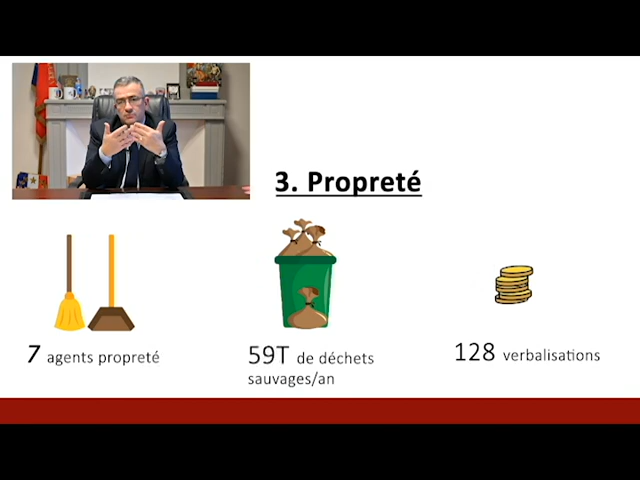 3. Propreté
7 agents propreté
59T de déchets
sauvages/an
128 verbalisations